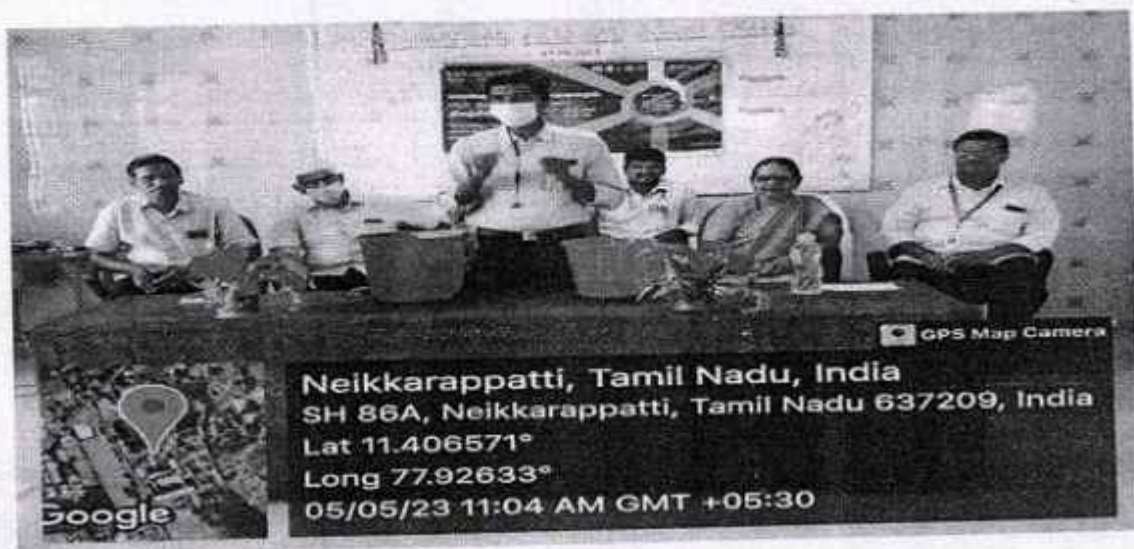 GPS Map Camera
Neikkarappatti, Tamil Nadu, India
SH 86A, Neikkarappatti, Tamil Nadu 637209, India
Lat 11.406571°
Long 77.92633°
05/05/23 11:04 AM GMT +05:30
Google